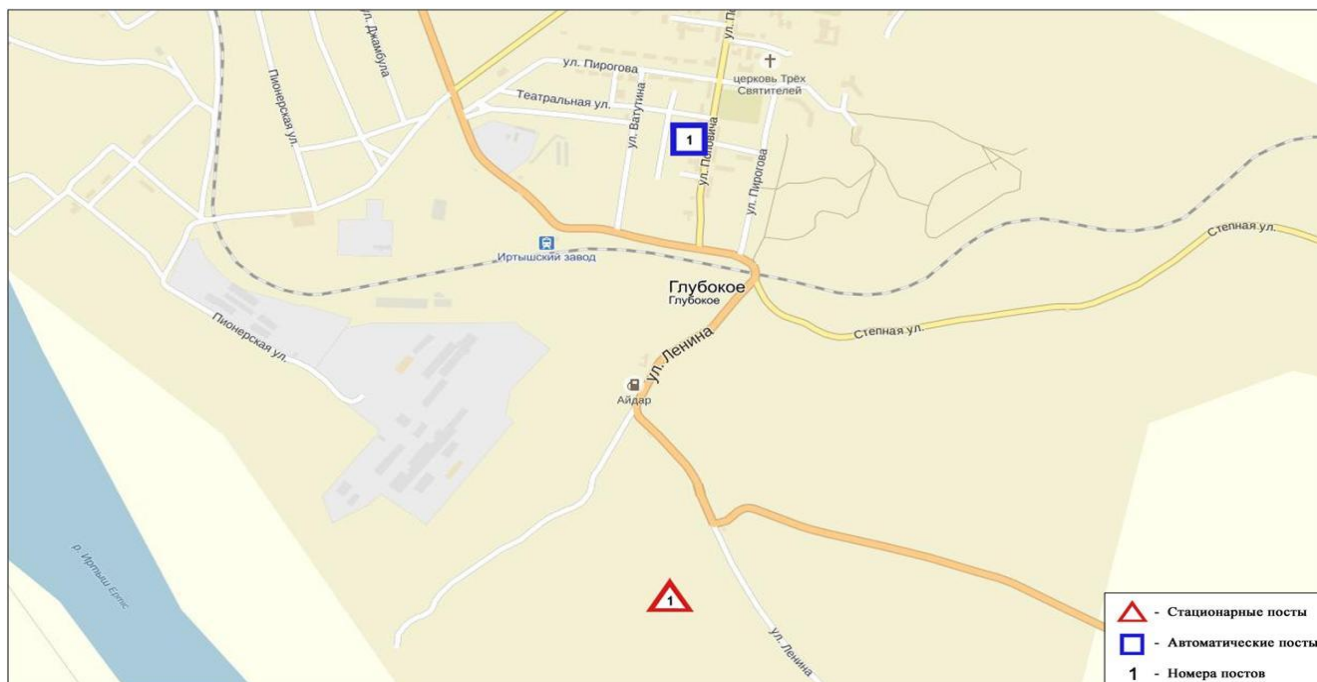 ул. Джамбула
Пионерская ул.
ул. Пирогова
церковь Трёх
Святителей
Театральная ул.
ул. Ватутина
1
ул. Поповича
ул. Пирогова
Иртышский завод
Степная ул.
Глубокое
Глубокое
Степная ул.
Пионерская ул.
ул. Ленина
Айдар
р. Иртыш Ертіс
1
ул. Ленина
- Стационарные посты
- Автоматические посты
1 - Номера постов